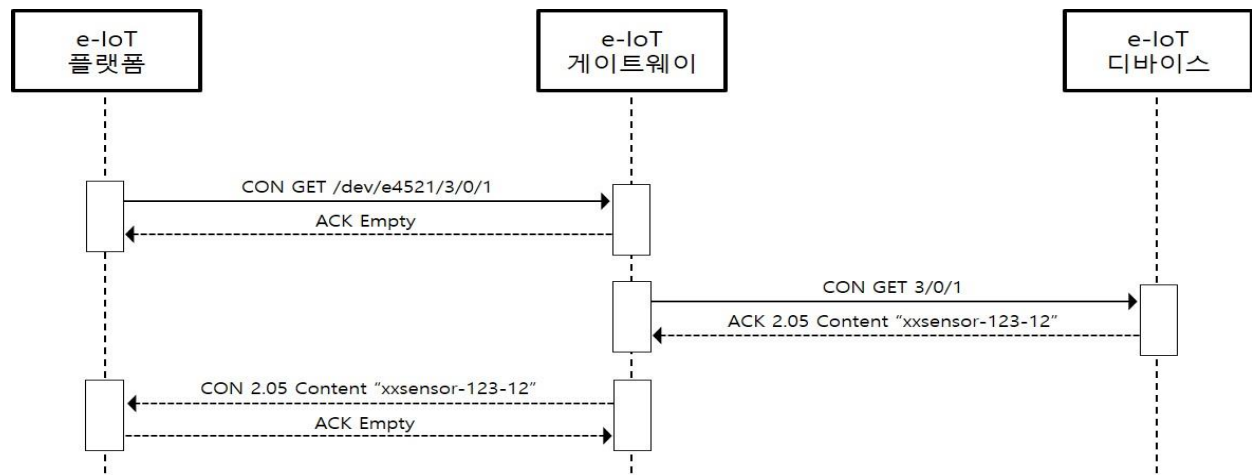 e-IoT
플랫폼
e-IoT
게이트웨이
e-IoT
디바이스
CON GET /dev/e4521/3/0/1
ACK Empty
CON GET 3/0/1
ACK 2.05 Content “xxsensor-123-12”
CON 2.05 Content “xxsensor-123-12”
ACK Empty